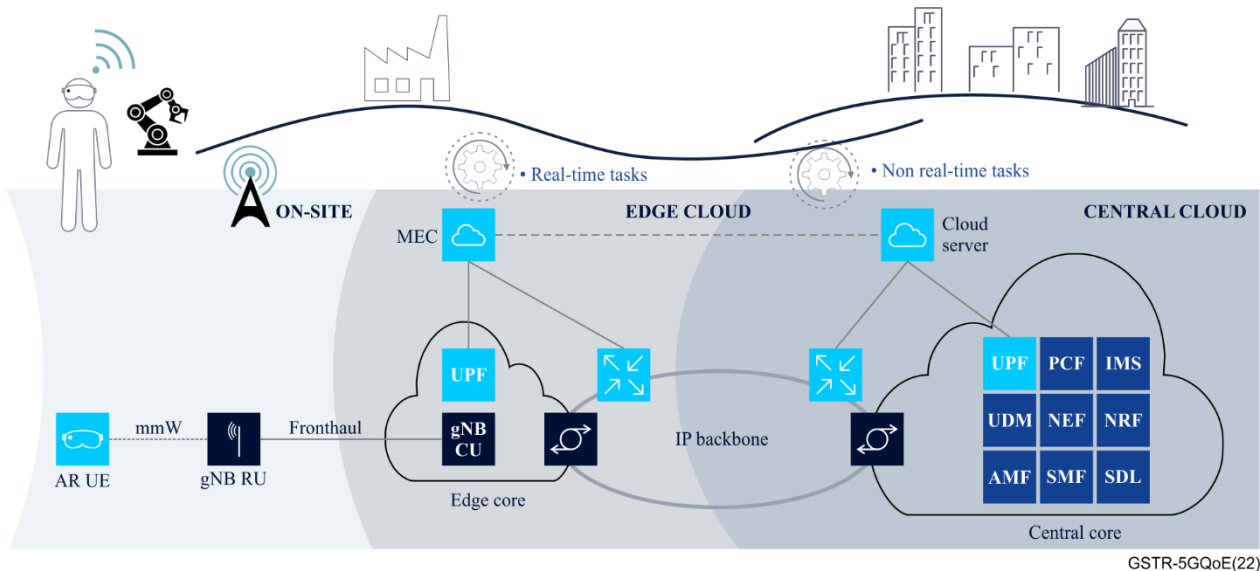 • Real-time tasks
• Non real-time tasks
ON-SITE
EDGE CLOUD
CENTRAL CLOUD
MEC
Cloud
server
UPF
UPF
PCF
IMS
mmW
Fronthaul
gNB
CU
IP backbone
UDM
NEF
NRF
AR UE
gNB RU
Edge core
AMF
SMF
SDL
Central core
GSTR-5GQoE(22)